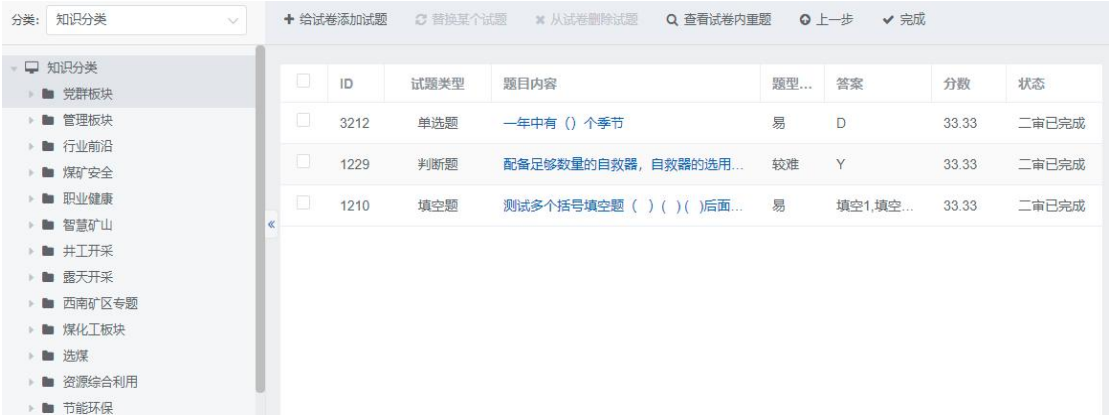 分类: 知识分类
给试卷添加试题 替换某个试题 从试卷删除试题 查看试卷内重题 上一步 完成
知识分类
党群板块
管理板块
行业前沿
煤矿安全
职业健康
智慧矿山
井工开采
露天开采
西南矿区专题
煤化工板块
选煤
资源综合利用
节能环保
ID 试题类型 题目内容 题型... 答案 分数 状态
3212 单选题 一年中有（）个季节 易 D 33.33 二审已完成
1229 判断题 配备足够数量的自救器，自救器的选用... 较难 Y 33.33 二审已完成
1210 填空题 测试多个括号填空题（ ）( )( )后面... 易 填空1,填空... 33.33 二审已完成